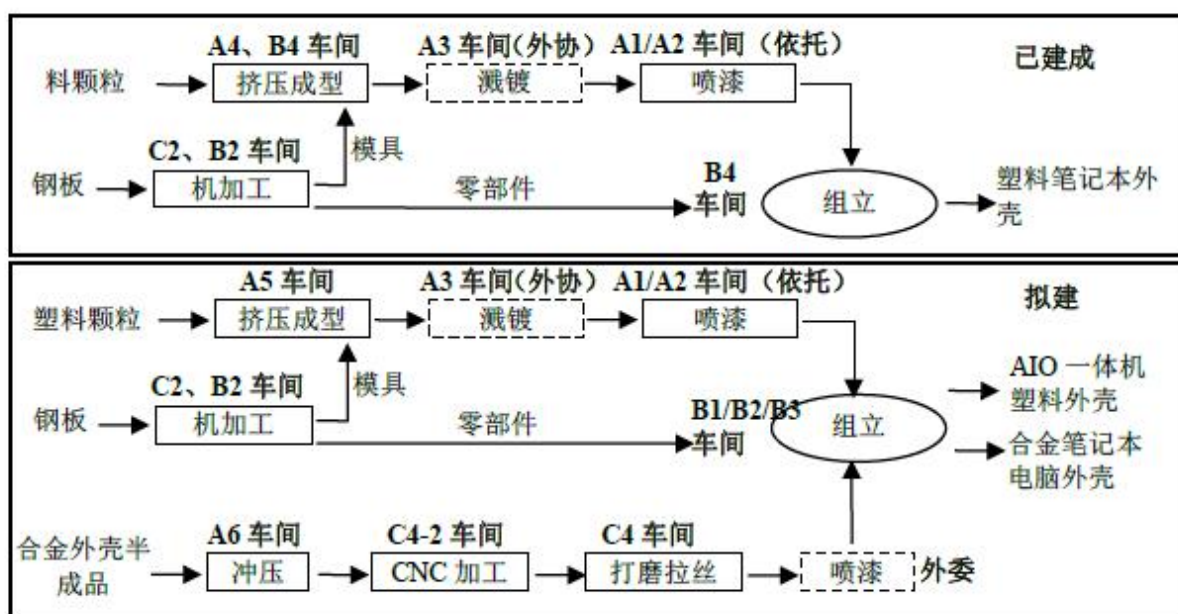 A4、B4 车间 A3 车间(外协) A1/A2 车间（依托） 已建成
料颗粒 挤压成型 溅镀 喷漆
C2、B2 车间 模具
钢板 机加工 零部件 B4
车间 组立 塑料笔记本外
壳
A5 车间 A3 车间(外协) A1/A2 车间（依托） 拟建
塑料颗粒 挤压成型 溅镀 喷漆
C2、B2 车间 模具 AIO 一体机
塑料外壳
钢板 机加工 零部件 B1/B2/B3
车间 组立 合金笔记本
电脑外壳
A6 车间 C4-2 车间 C4 车间
合金外壳半
成品 冲压 CNC 加工 打磨拉丝 喷漆 外委